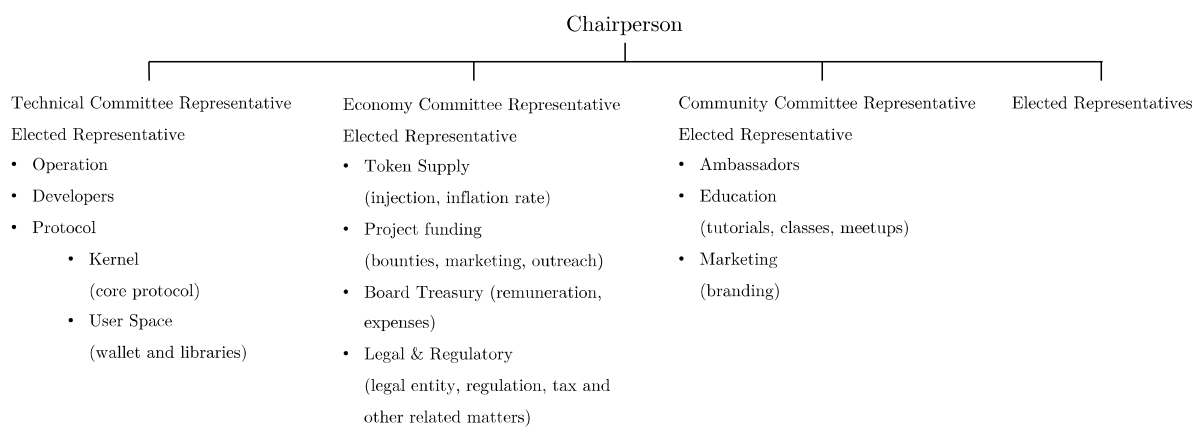 Chairperson
Technical Committee Representative
Elected Representative
• Operation
• Developers
• Protocol
• Kernel
(core protocol)
• User Space
(wallet and libraries)
Economy Committee Representative
Elected Representative
• Token Supply
(injection, inflation rate)
• Project funding
(bounties, marketing, outreach)
• Board Treasury (remuneration,
expenses)
• Legal & Regulatory
(legal entity, regulation, tax and
other related matters)
Community Committee Representative
Elected Representative
• Ambassadors
• Education
(tutorials, classes, meetups)
• Marketing
(branding)
Elected Representatives